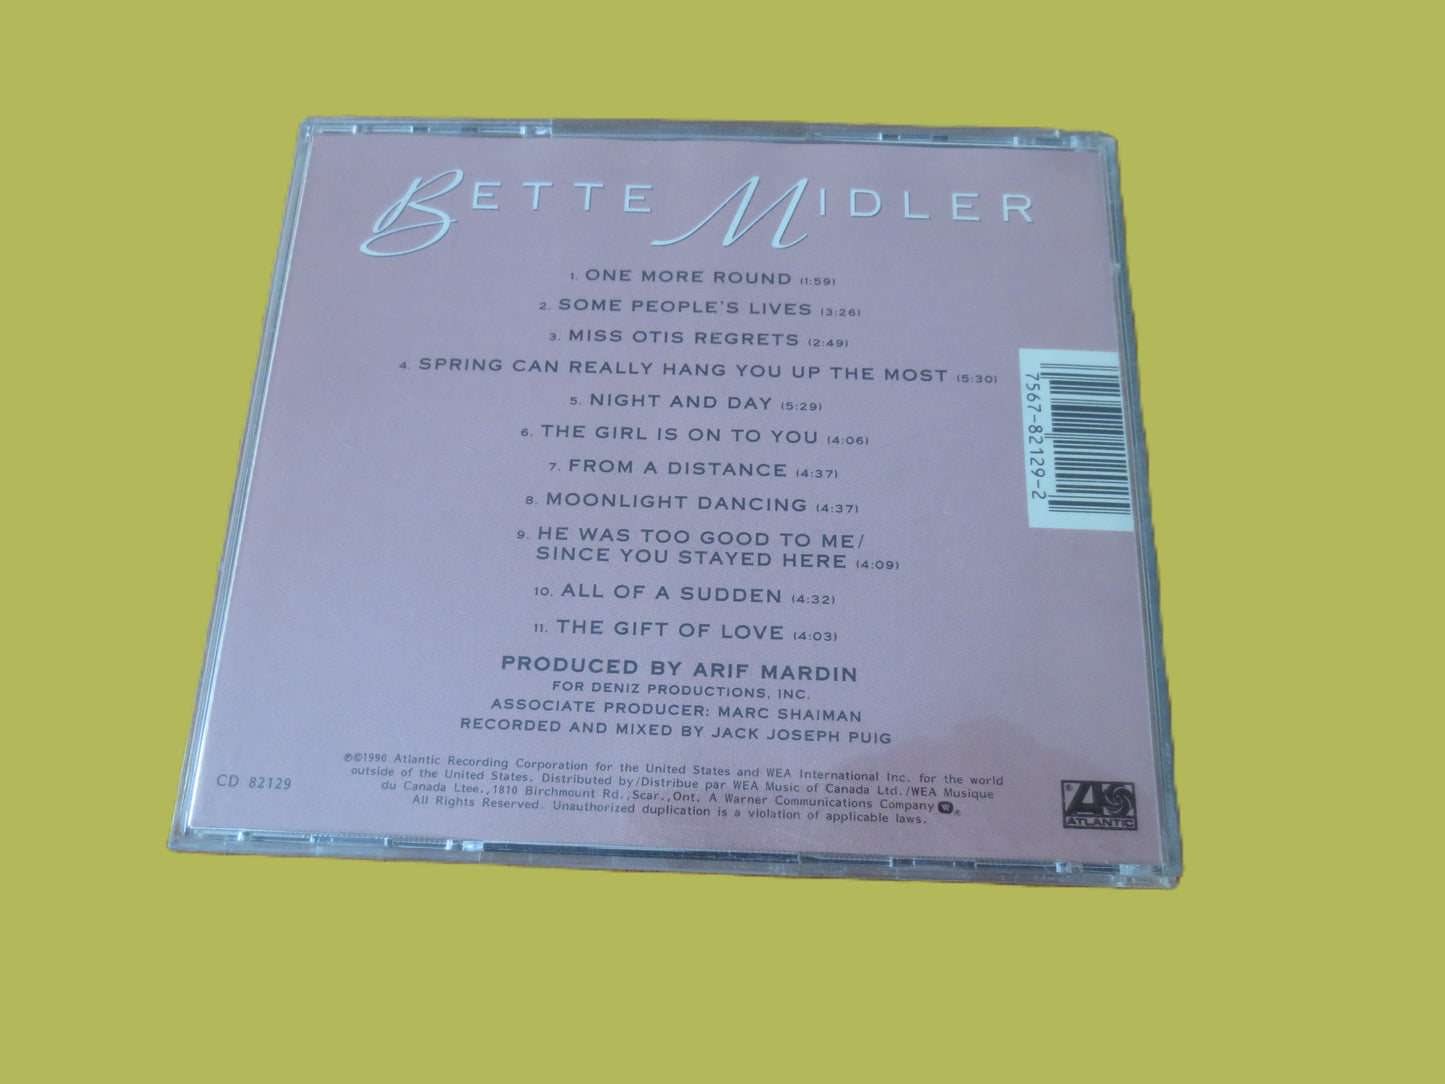 BETTE MIDLER
1. ONE MORE ROUND (1:59)
2. SOME PEOPLE'S LIVES (3:26)
3. MISS OTIS REGRETS (2:49)
4. SPRING CAN REALLY HANG YOU UP THE MOST (5:30)
5. NIGHT AND DAY (5:29)
6. THE GIRL IS ON TO YOU (4:06)
7. FROM A DISTANCE (4:37)
8. MOONLIGHT DANCING (4:37)
9. HE WAS TOO GOOD TO ME/
SINCE YOU STAYED HERE (4:09)
10. ALL OF A SUDDEN (4:32)
11. THE GIFT OF LOVE (4:03)
PRODUCED BY ARIF MARDIN
FOR DENIZ PRODUCTIONS, INC.
ASSOCIATE PRODUCER: MARC SHAIMAN
RECORDED AND MIXED BY JACK JOSEPH PUIG
℗©1990 Atlantic Recording Corporation for the United States and WEA International Inc. for the world
outside of the United States. Distributed by/Distribue par WEA Music of Canada Ltd./WEA Musique
du Canada Ltee.,1810 Birchmount Rd.,Scar.,Ont. A Warner Communications Company ®
All Rights Reserved. Unauthorized duplication is a violation of applicable laws.
CD 82129
7567-82129-2
® A
ATLANTIC